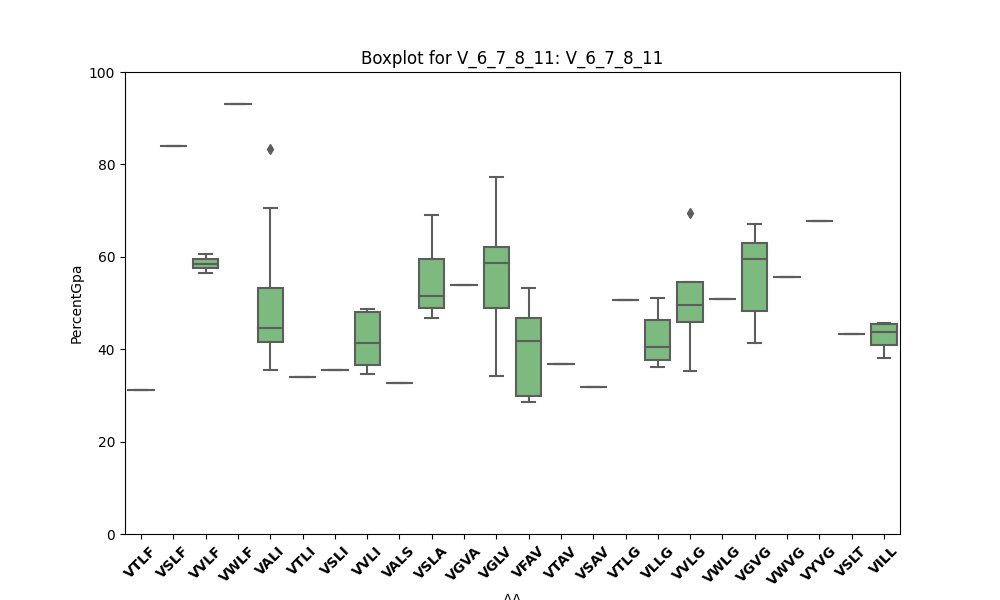 Boxplot for V_6_7_8_11: V_6_7_8_11
100
80
60
40
20
0
PercentGpa
VTLF VSLF VVLF VWLF VALI VTLI VSLI VVLI VALS VSLA VGVA VGLV VFAV VTAV VSAV VTLG VLLG VVLG VWLG VGVG VWVG VYVG VSLT VILL
AA